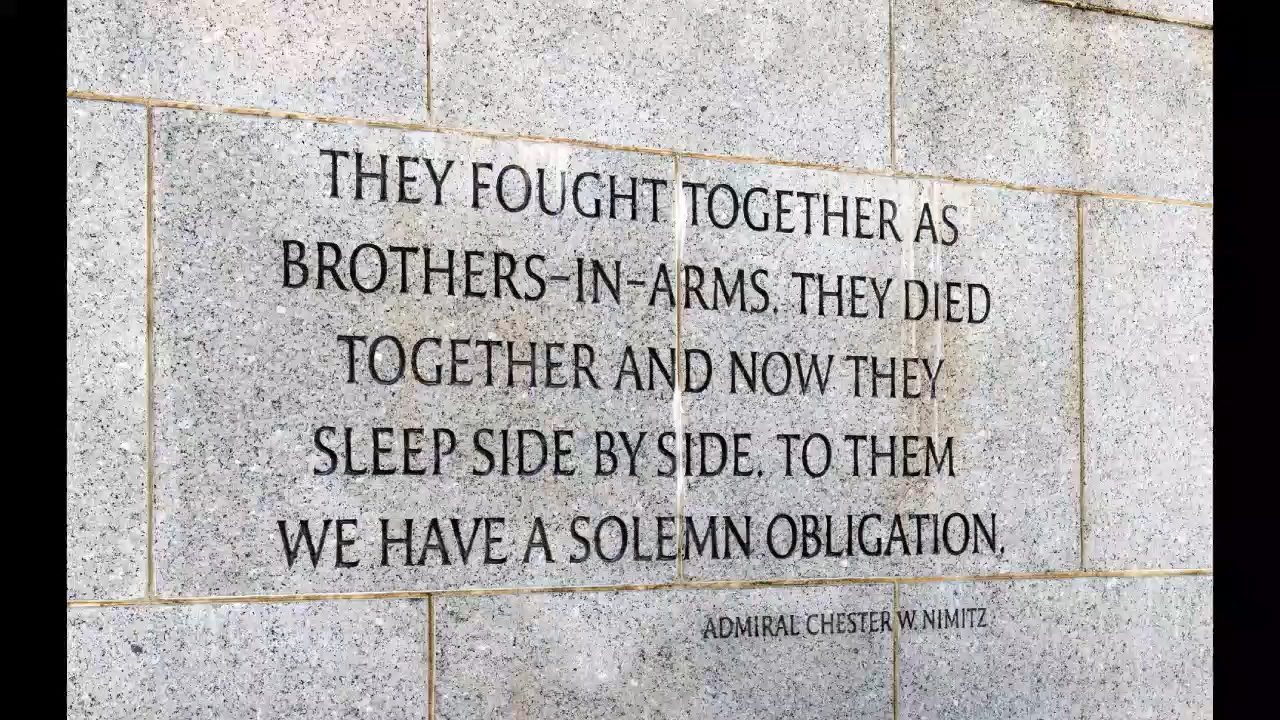 THEY FOUGHT TOGETHER AS
BROTHERS-IN-ARMS. THEY DIED
TOGETHER AND NOW THEY
SLEEP SIDE BY SIDE. TO THEM
WE HAVE A SOLEMN OBLIGATION.
ADMIRAL CHESTER W. NIMITZ